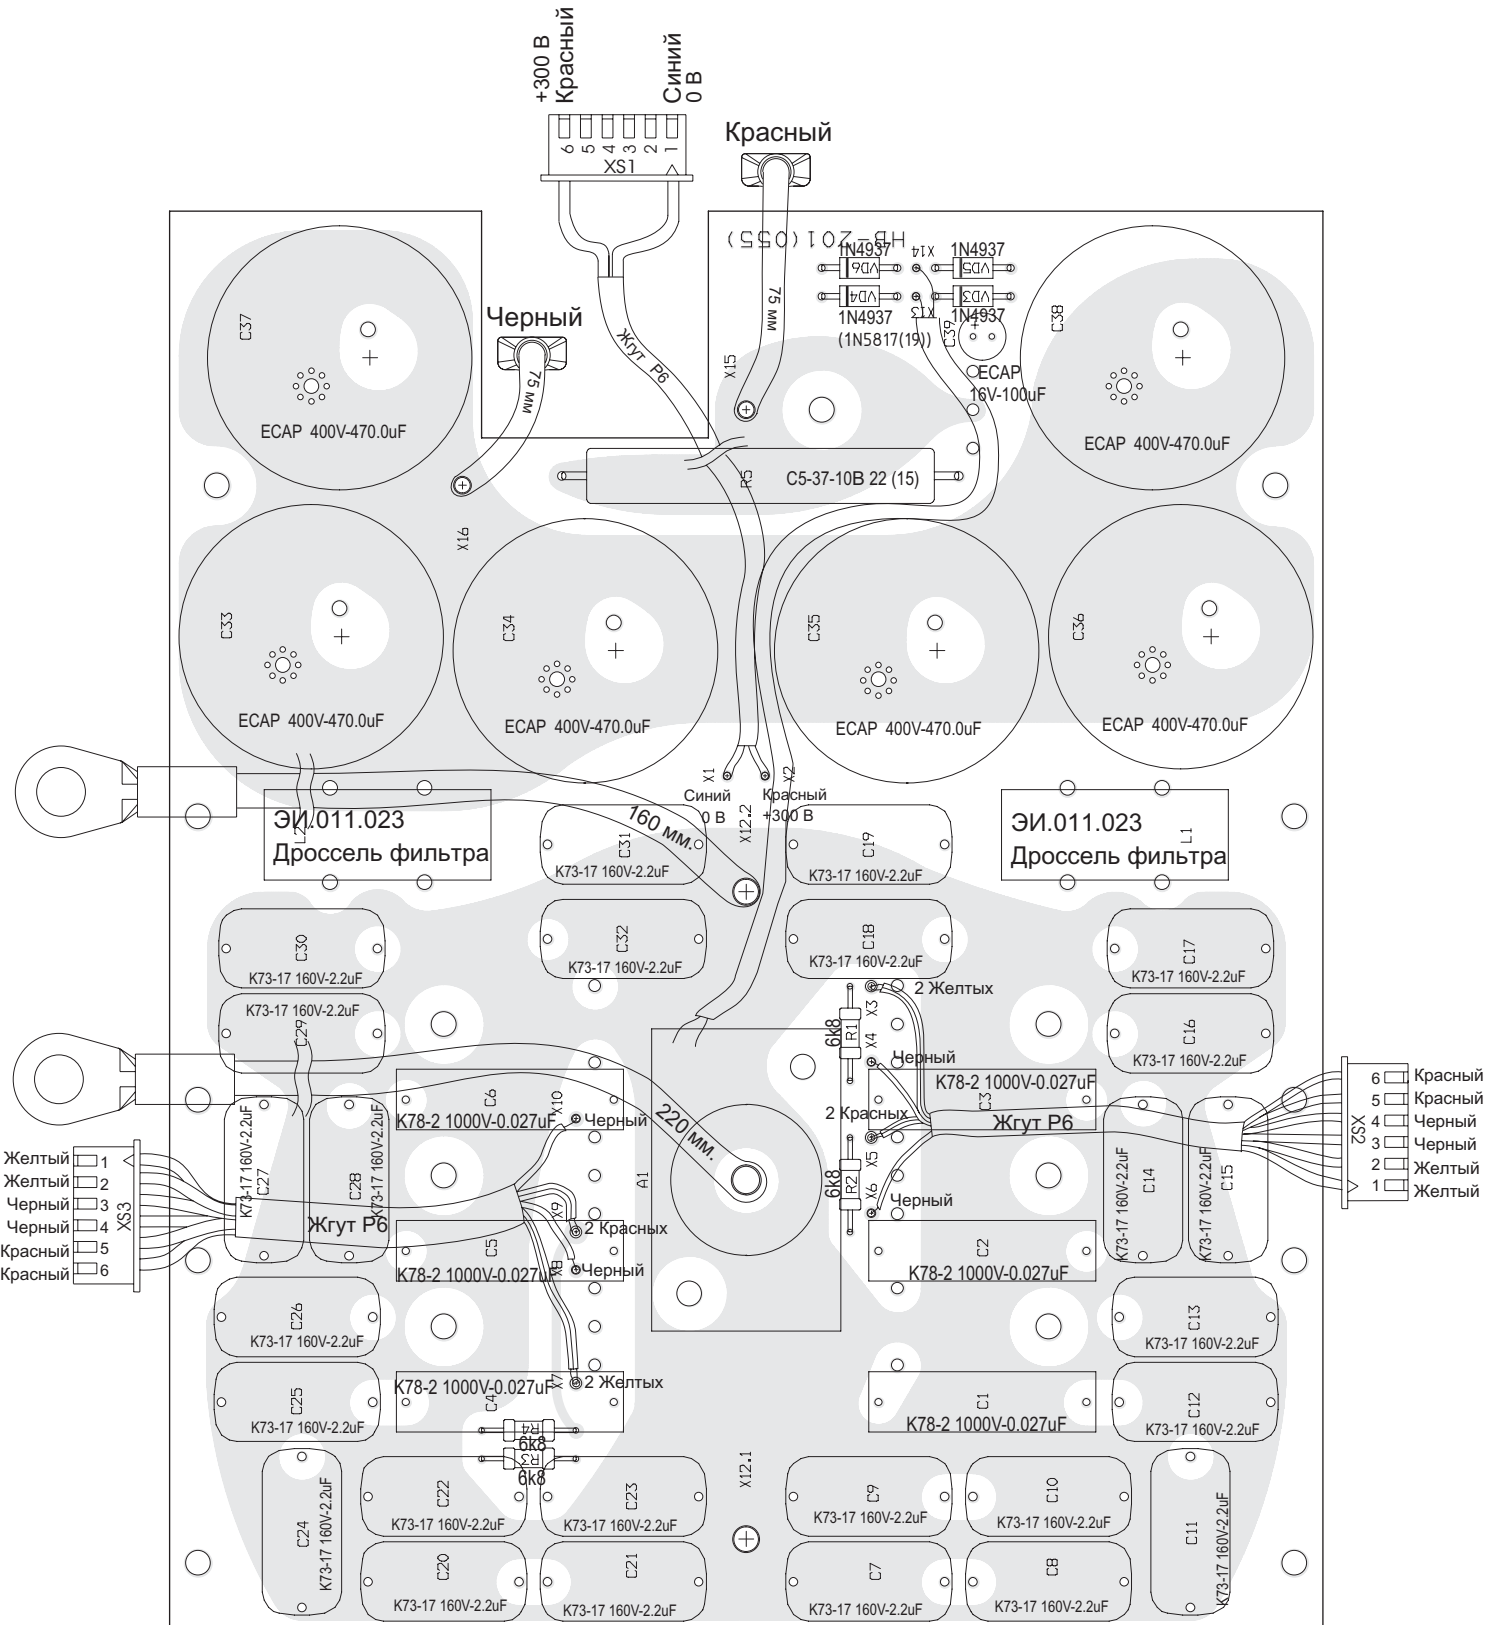 +300 В
Красный
Синий
0 В
6 5 4 3 2 1
XS1
Красный
75 мм
Черный
75 мм
Жгут Р6
НВ-201(055)
1N4937
VD6
X14
1N4937
VD5
VD4
1N4937
(1N5817(19))
X13
VD3
1N4937
C39
+
ECAP
16V-100uF
C37
+
ECAP 400V-470.0uF
C38
+
ECAP 400V-470.0uF
X15
X16
R5
C5-37-10В 22 (15)
C33
+
ECAP 400V-470.0uF
C34
+
ECAP 400V-470.0uF
C35
+
ECAP 400V-470.0uF
C36
+
ECAP 400V-470.0uF
X1
X2
Синий
0 В
Красный
+300 В
X12.2
160 мм.
L2
ЭИ.011.023
Дроссель фильтра
L1
ЭИ.011.023
Дроссель фильтра
C31
K73-17 160V-2.2uF
C19
K73-17 160V-2.2uF
C30
K73-17 160V-2.2uF
C32
K73-17 160V-2.2uF
C18
K73-17 160V-2.2uF
C17
K73-17 160V-2.2uF
K73-17 160V-2.2uF
C29
C16
K73-17 160V-2.2uF
X3
2 Желтых
6k8
R1
X4
Черный
C6
K78-2 1000V-0.027uF
X10
Черный
220 мм.
K78-2 1000V-0.027uF
C3
2 Красных
X5
Жгут Р6
6k8
R2
X6
Черный
A1
XS2
6 Красный
5 Красный
4 Черный
3 Черный
2 Желтый
1 Желтый
Желтый 1
Желтый 2
Черный 3
Черный 4
Красный 5
Красный 6
XS3
K73-17 160V-2.2uF
C27
C28
K73-17 160V-2.2uF
Жгут Р6
X9
2 Красных
C5
K78-2 1000V-0.027uF
X8
Черный
C2
K78-2 1000V-0.027uF
K73-17 160V-2.2uF
C14
K73-17 160V-2.2uF
C15
C26
K73-17 160V-2.2uF
C13
K73-17 160V-2.2uF
C25
K73-17 160V-2.2uF
K78-2 1000V-0.027uF
C4
X7
2 Желтых
C1
K78-2 1000V-0.027uF
C12
K73-17 160V-2.2uF
R4
6k8
R3
6k8
X12.1
C24
K73-17 160V-2.2uF
C22
K73-17 160V-2.2uF
C23
K73-17 160V-2.2uF
C9
K73-17 160V-2.2uF
C10
K73-17 160V-2.2uF
C11
K73-17 160V-2.2uF
C20
K73-17 160V-2.2uF
C21
K73-17 160V-2.2uF
C7
K73-17 160V-2.2uF
C8
K73-17 160V-2.2uF